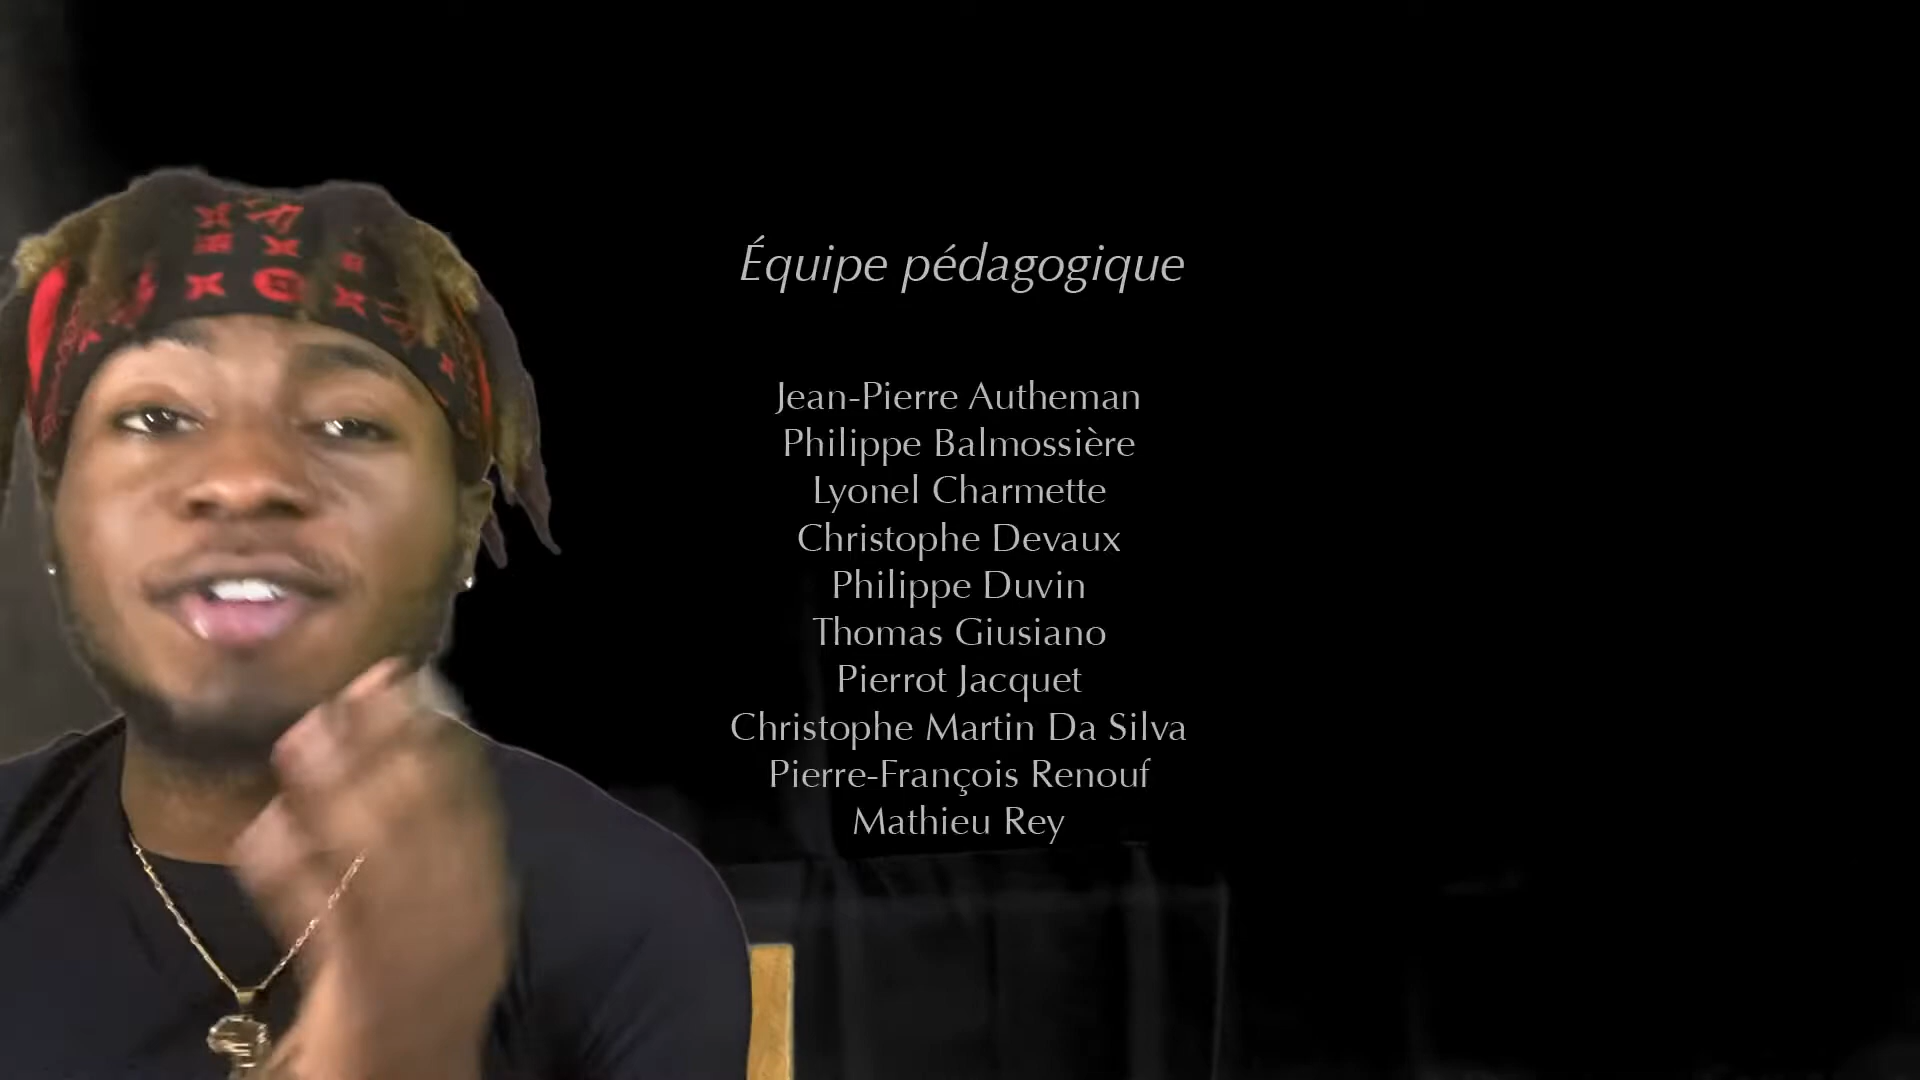 Équipe pédagogique
Jean-Pierre Autheman
Philippe Balmossière
Lyonel Charmette
Christophe Devaux
Philippe Duvin
Thomas Giusiano
Pierrot Jacquet
Christophe Martin Da Silva
Pierre-François Renouf
Mathieu Rey